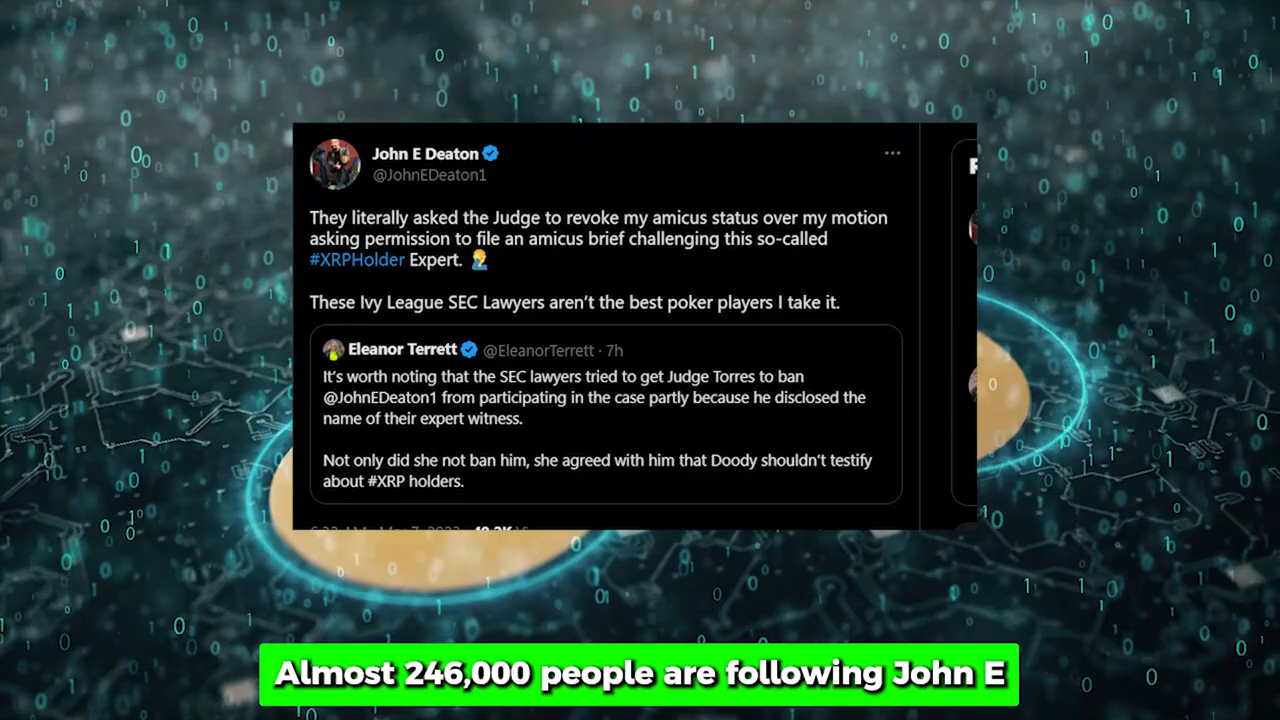 John E Deaton
@JohnEDeaton1
They literally asked the Judge to revoke my amicus status over my motion
asking permission to file an amicus brief challenging this so-called
#XRPHolder Expert. 🤦
These Ivy League SEC Lawyers aren’t the best poker players I take it.
Eleanor Terrett @EleanorTerrett · 7h
It’s worth noting that the SEC lawyers tried to get Judge Torres to ban
@JohnEDeaton1 from participating in the case partly because he disclosed the
name of their expert witness.
Not only did she not ban him, she agreed with him that Doody shouldn’t testify
about #XRP holders.
Almost 246,000 people are following John E